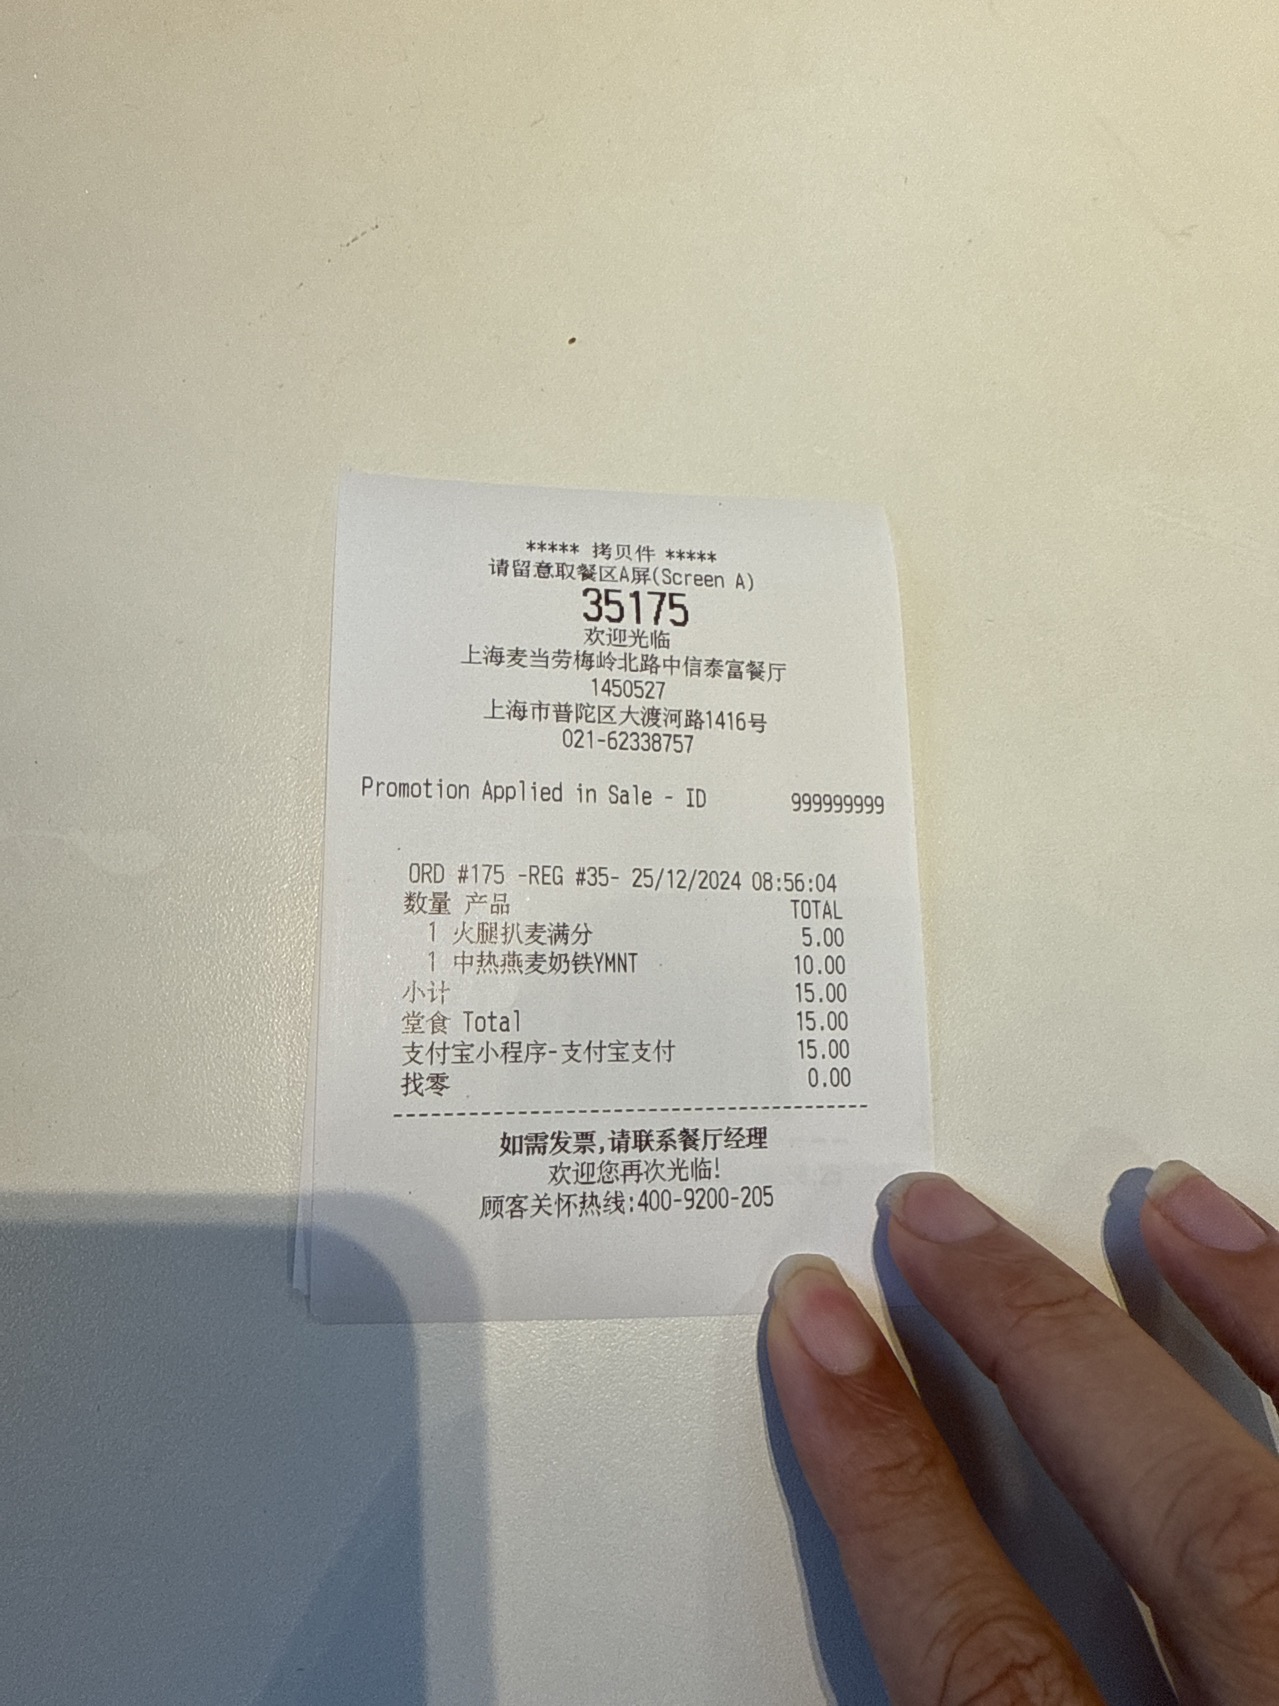 ***** 拷贝件 *****
请留意取餐区A屏(Screen A)
35175
欢迎光临
上海麦当劳梅岭北路中信泰富餐厅
1450527
上海市普陀区大渡河路1416号
021-62338757
Promotion Applied in Sale - ID 999999999
ORD #175 -REG #35- 25/12/2024 08:56:04
数量 产品 TOTAL
1 火腿扒麦满分 5.00
1 中热燕麦奶铁YMNT 10.00
小计 15.00
堂食 Total 15.00
支付宝小程序-支付宝支付 15.00
找零 0.00
如需发票,请联系餐厅经理
欢迎您再次光临!
顾客关怀热线:400-9200-205